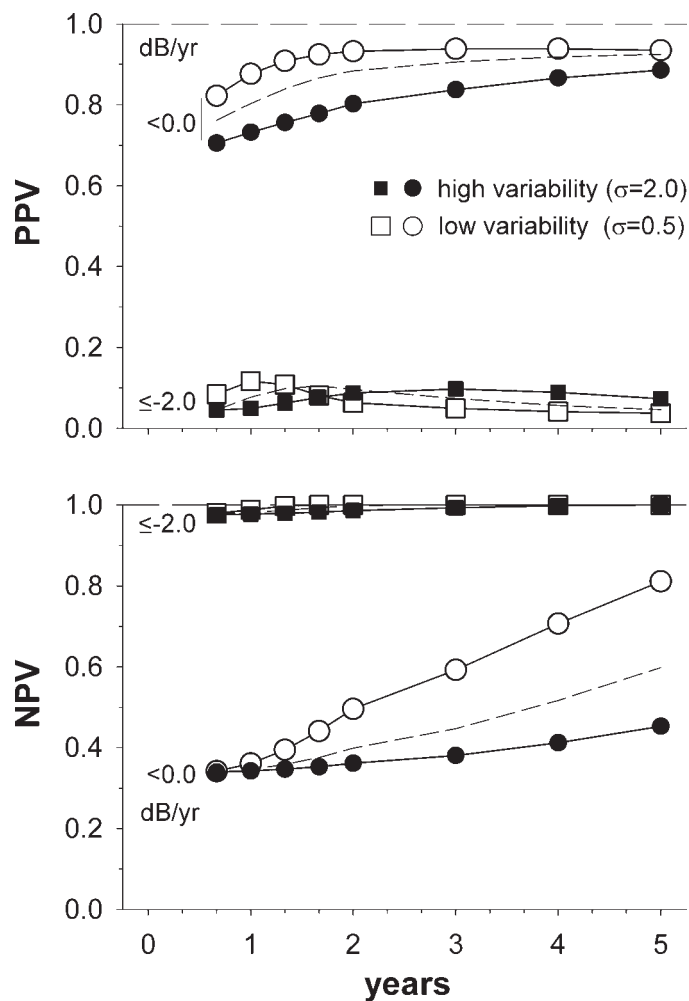 1.0
dB/yr
0.8
<0.0
■ ● high variability (σ=2.0)
□ ○ low variability (σ=0.5)
0.6
PPV
0.4
0.2
≤-2.0
0.0
1.0
≤-2.0
0.8
0.6
NPV
0.4
<0.0
dB/yr
0.2
0.0
0 1 2 3 4 5
years